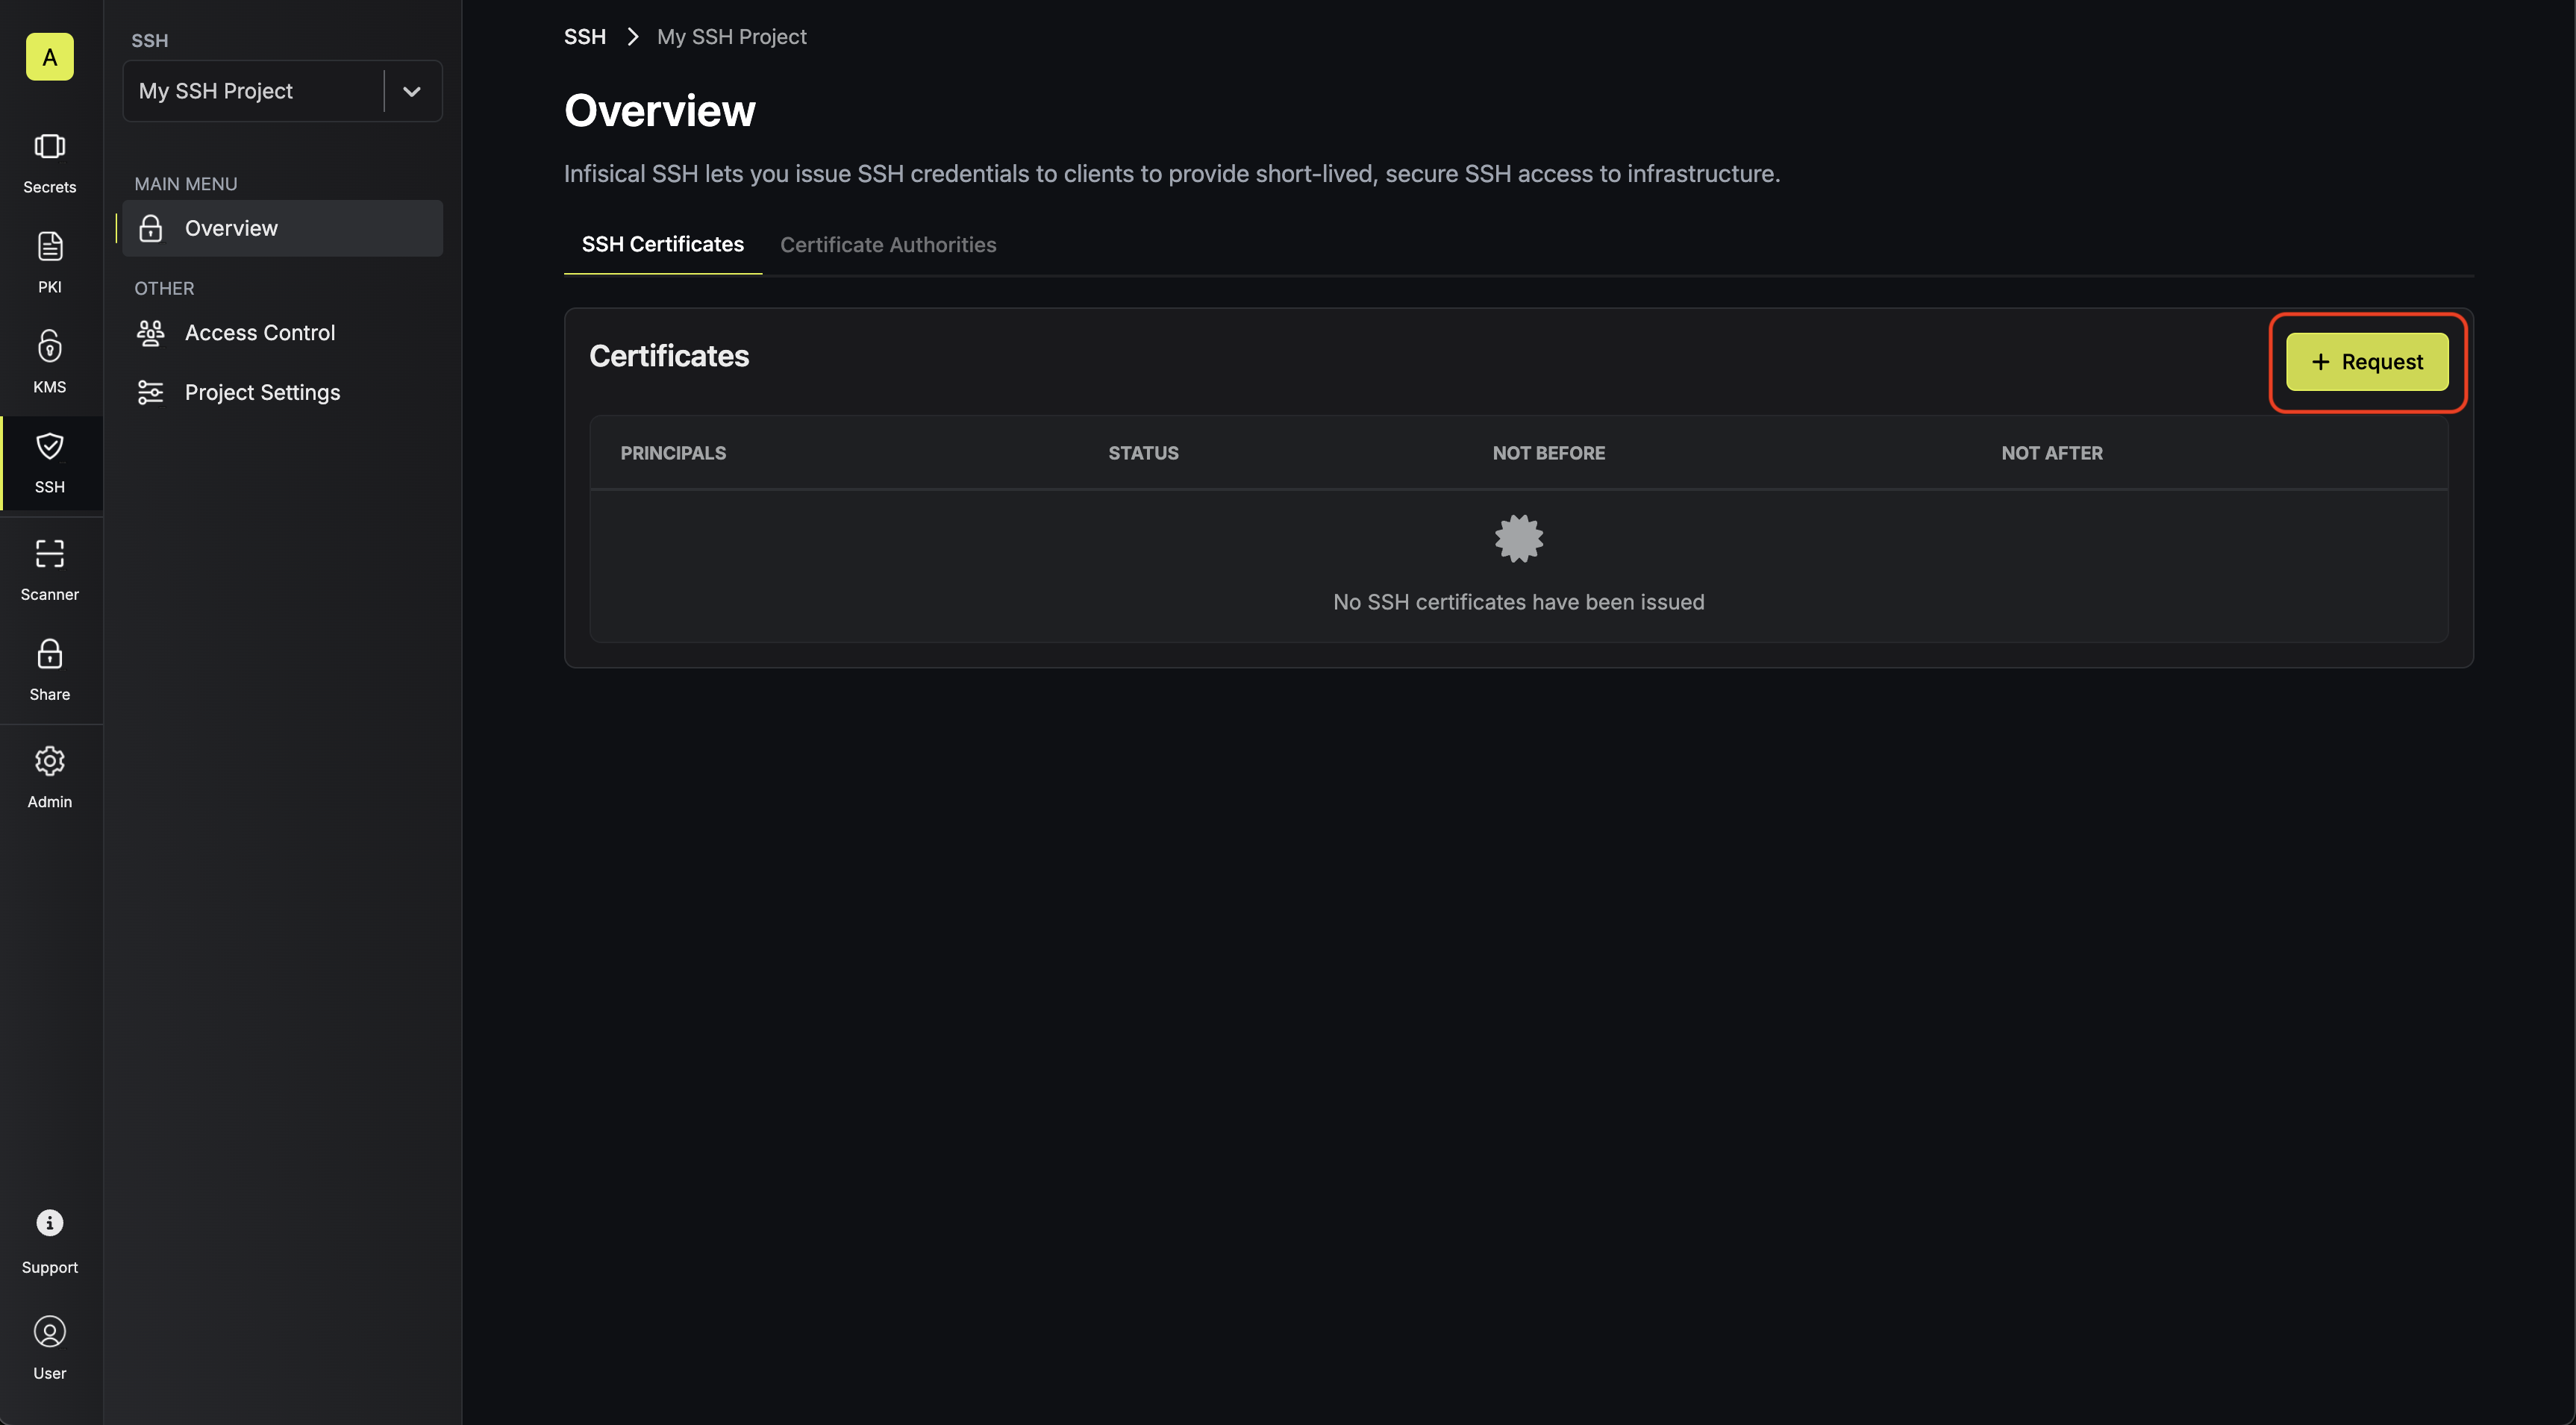 A
Secrets
PKI
KMS
SSH
Scanner
Share
Admin
Support
User
SSH
My SSH Project
MAIN MENU
Overview
OTHER
Access Control
Project Settings
SSH > My SSH Project
Overview
Infisical SSH lets you issue SSH credentials to clients to provide short-lived, secure SSH access to infrastructure.
SSH Certificates Certificate Authorities
Certificates
+ Request
PRINCIPALS STATUS NOT BEFORE NOT AFTER
No SSH certificates have been issued